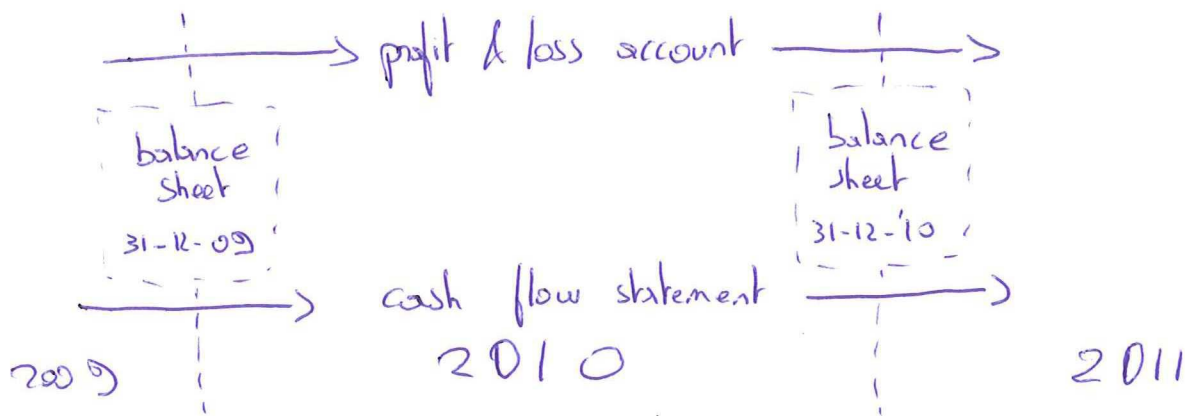 profit & loss account
balance
sheet
31-12-09
balance
sheet
31-12-'10
cash flow statement
2009
2010
2011